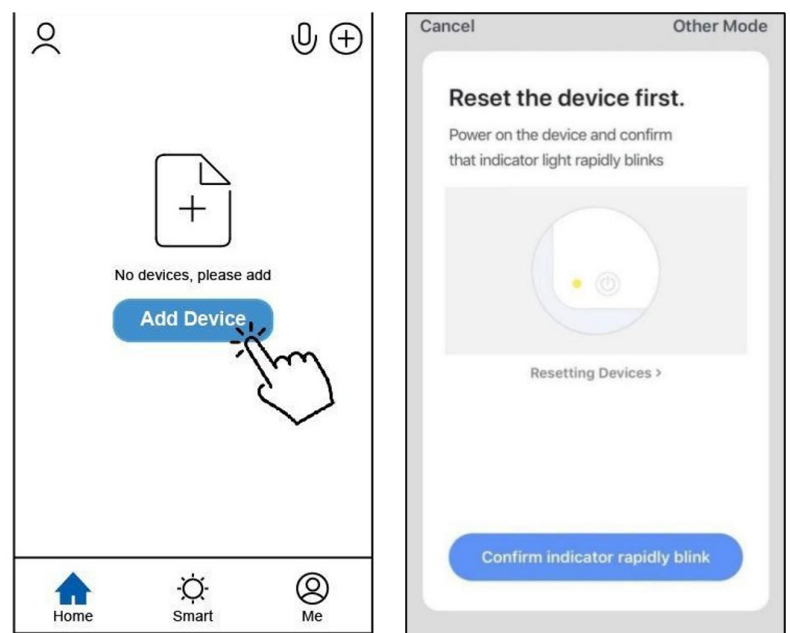 No devices, please add
Add Device
Home
Smart
Me
Cancel
Other Mode
Reset the device first.
Power on the device and confirm
that indicator light rapidly blinks
Resetting Devices >
Confirm indicator rapidly blink